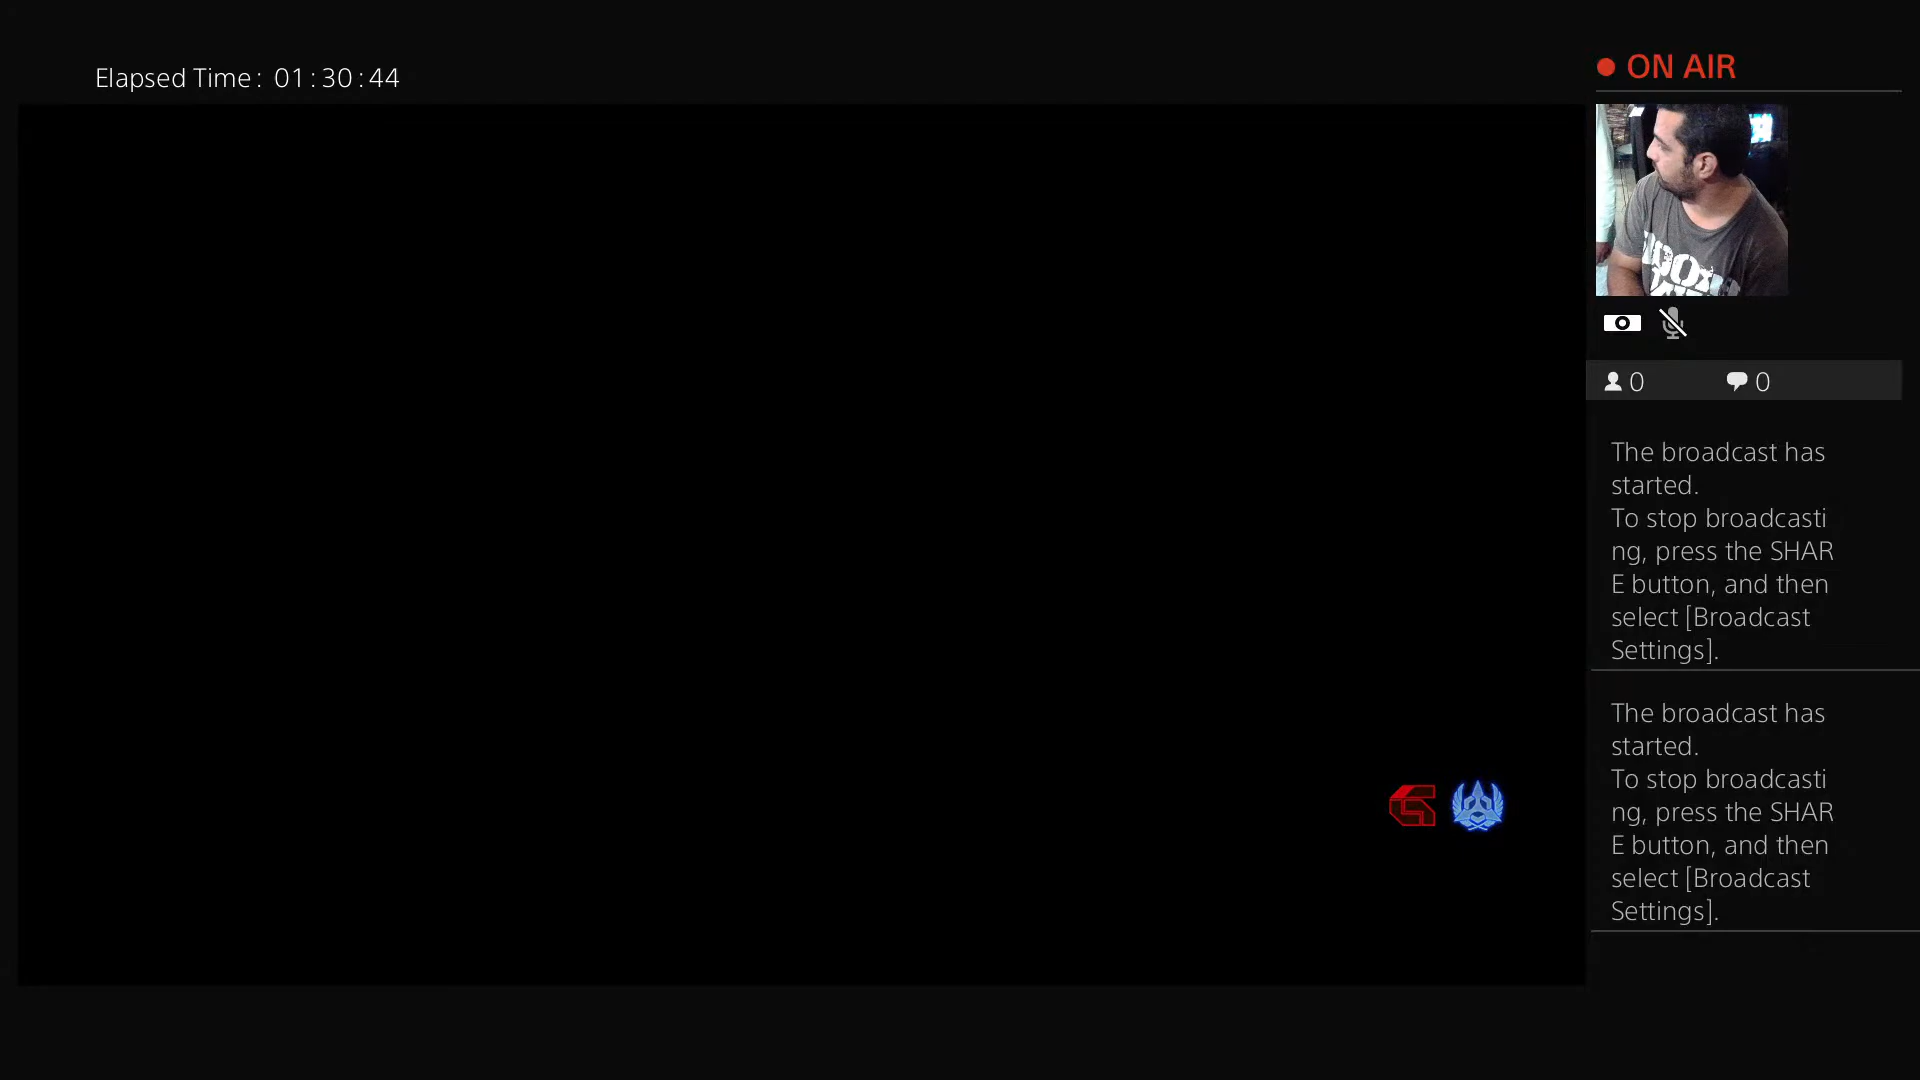 Elapsed Time: 01:30:44
ON AIR
0 0
The broadcast has
started.
To stop broadcasti
ng, press the SHAR
E button, and then
select [Broadcast
Settings].
The broadcast has
started.
To stop broadcasti
ng, press the SHAR
E button, and then
select [Broadcast
Settings].